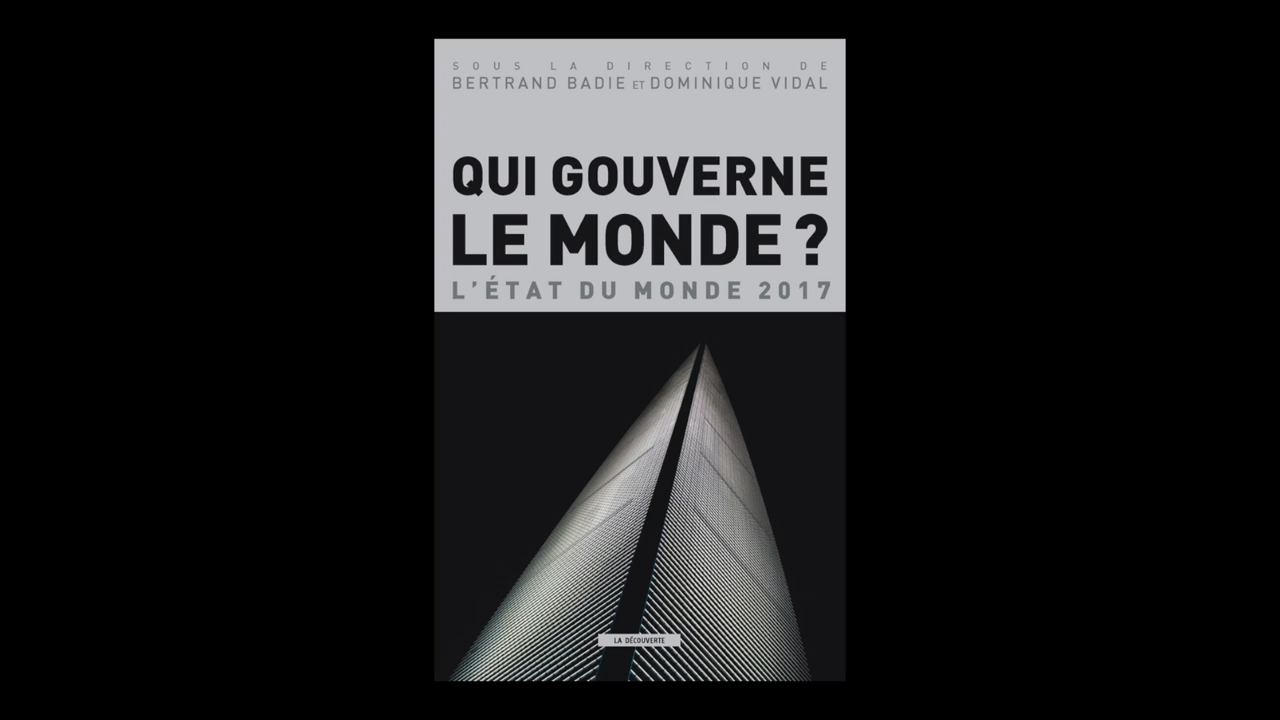 SOUS LA DIRECTION DE
BERTRAND BADIE ET DOMINIQUE VIDAL
QUI GOUVERNE
LE MONDE ?
L'ÉTAT DU MONDE 2017
LA DÉCOUVERTE